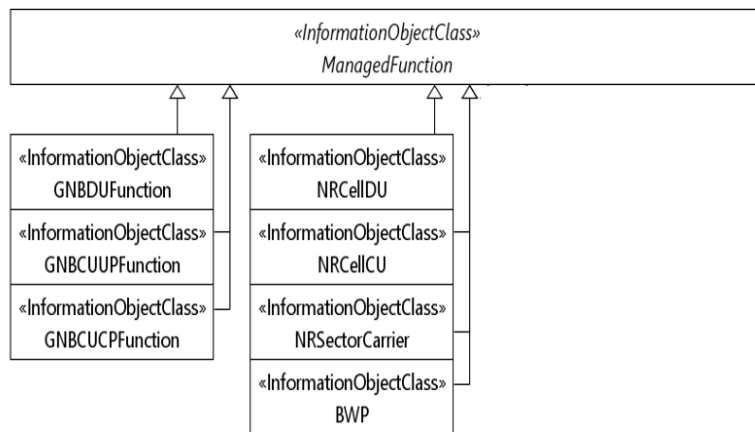 «InformationObjectClass»
ManagedFunction
«InformationObjectClass»
GNBDUFunction
«InformationObjectClass»
GNBCUUPFunction
«InformationObjectClass»
GNBCUCPFunction
«InformationObjectClass»
NRCellDU
«InformationObjectClass»
NRCellCU
«InformationObjectClass»
NRSectorCarrier
«InformationObjectClass»
BWP